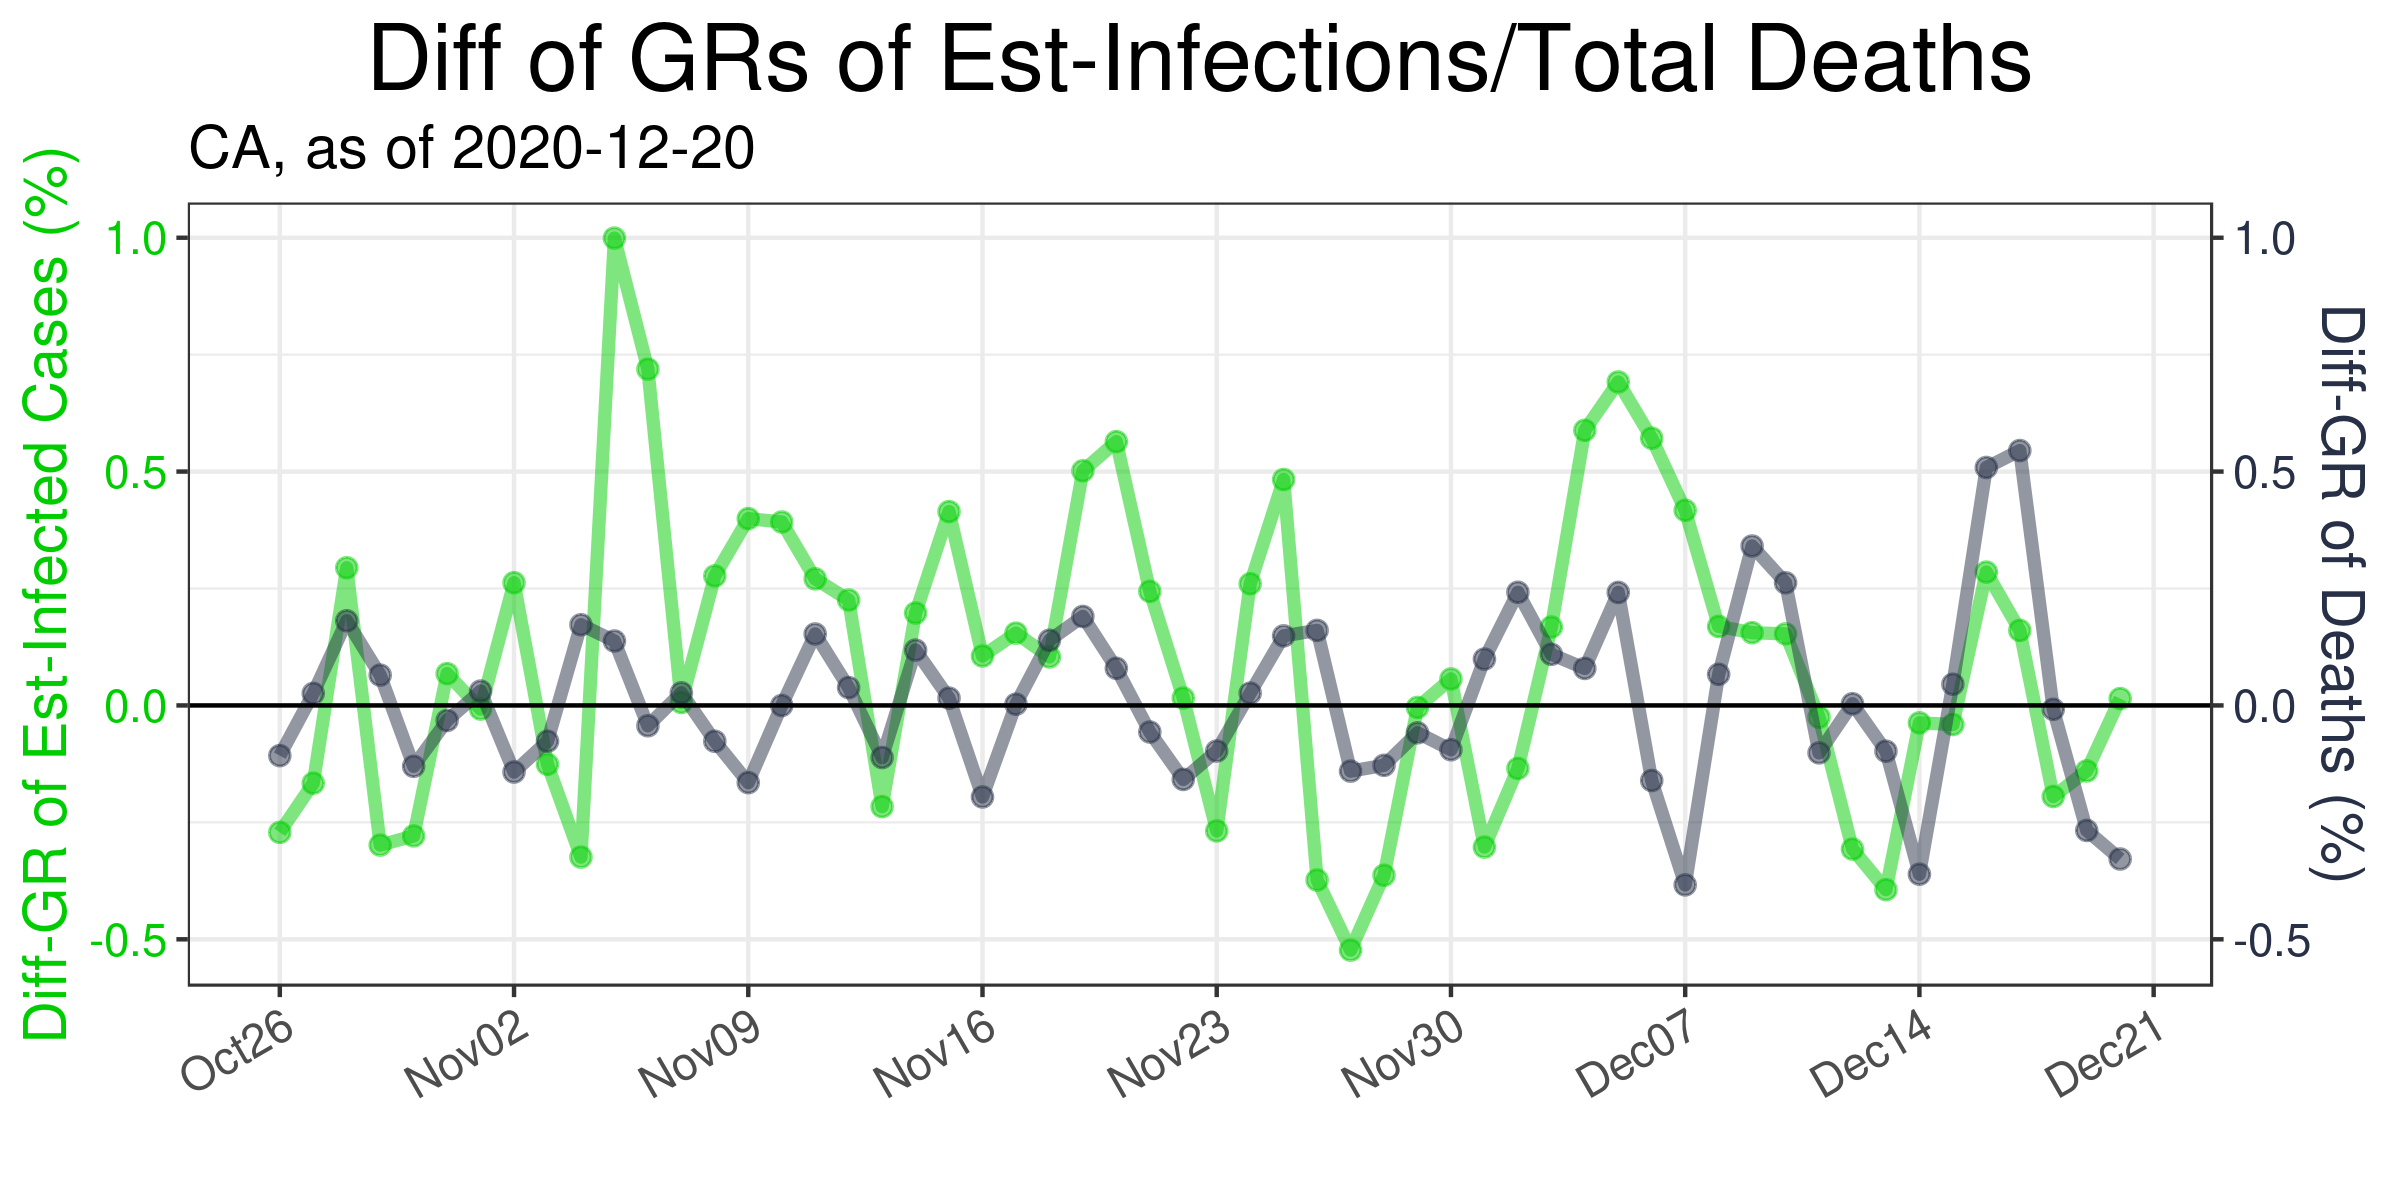 Diff of GRs of Est-Infections/Total Deaths
CA, as of 2020-12-20
Diff-GR of Est-Infected Cases (%)
1.0
0.5
0.0
-0.5
1.0
0.5
0.0
-0.5
Diff-GR of Deaths (%)
Oct26
Nov02
Nov09
Nov16
Nov23
Nov30
Dec07
Dec14
Dec21